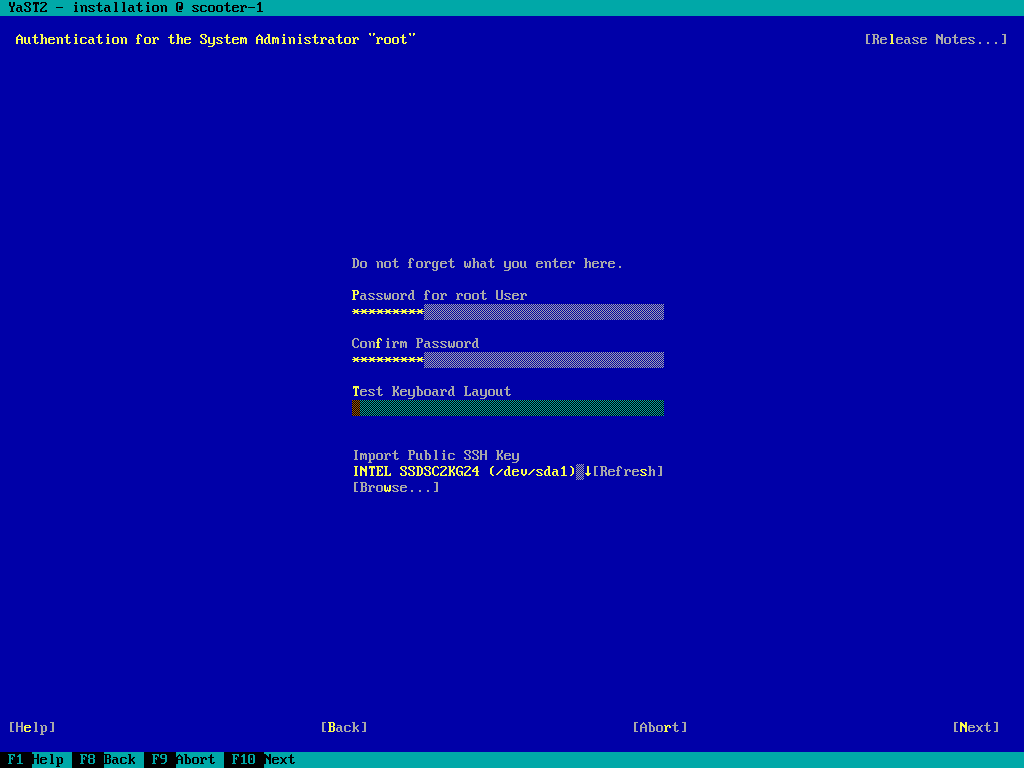 YaST2 - installation @ scooter-1
Authentication for the System Administrator "root" [Release Notes...]
Do not forget what you enter here.
Password for root User
*********
Confirm Password
*********
Test Keyboard Layout
Import Public SSH Key
INTEL SSDSC2KG24 (/dev/sda1) ↓[Refresh]
[Browse...]
[Help] [Back] [Abort] [Next]
F1 Help F8 Back F9 Abort F10 Next